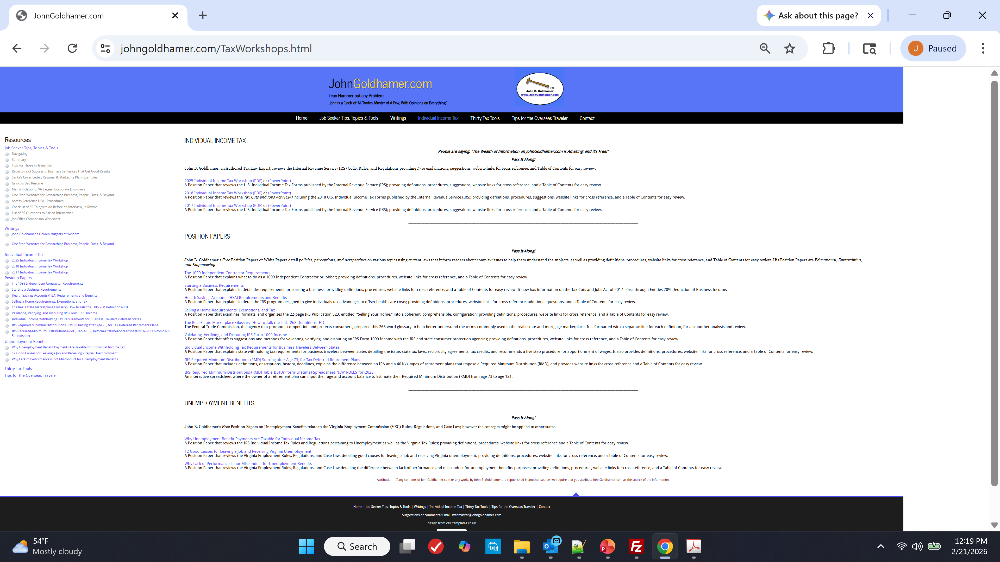 JohnGoldhamer.com
Ask about this page?
johngoldhamer.com/TaxWorkshops.html
J
Paused
JohnGoldhamer.com
I can Hammer out any Problem.
John is a "Jack-of-All Trades, Master of A Few, With Opinions on Everything."
TM
John B. Goldhamer
www.JohnGoldhamer.com
Home
Job Seeker Tips, Topics & Tools
Writings
Individual Income Tax
Thirty Tax Tools
Tips for the Overseas Traveler
Contact
Resources
Job Seeker Tips, Topics & Tools
Navigating
Summary
Tips For Those in Transition
Repertoire of Successful Business Sentences That Get Good Results
Santa's Cover Letter, Resume, & Marketing Plan- Examples
Grinch's Bad Resume
Metro Richmond, VA Largest Corporate Employers
One Stop Websites for Researching Business, People, Facts, & Beyond
Access Reference USA - Procedures
Checklist of 35 Things to do Before an Interview, in Rhyme
List of 35 Questions to Ask an Interviewer
Job Offer Comparison Worksheet
Writings
John Goldhamer's Golden Nuggets of Wisdom
One Stop Websites for Researching Business, People, Facts, & Beyond
Individual Income Tax
2025 Individual Income Tax Workshop
2018 Individual Income Tax Workshop
2017 Individual Income Tax Workshop
Position Papers
The 1099 Independent Contractor Requirements
Starting a Business Requirements
Health Savings Accounts (HSA) Requirements and Benefits
Selling a Home Requirements, Exemptions, and Tax
The Real Estate Marketplace Glossary- How to Talk the Talk- 268 Definitions- FTC
Validating, Verifying, and Disputing IRS Form 1099 Income
Individual Income Withholding Tax Requirements for Business Travelers Between States
IRS Required Minimum Distributions (RMD) Starting after Age 73, for Tax Deferred Retirement Plans
IRS-Required-Minimum-Distributions-(RMD)-Table-III-(Uniform-Lifetime)-Spreadsheet-NEW-RULES-for-2023-
Spreadsheet
Unemployment Benefits
Why Unemployment Benefit Payments Are Taxable for Individual Income Tax
12 Good Causes for Leaving a Job and Receiving Virginia Unemployment
Why Lack of Performance is not Misconduct for Unemployment Benefits
Thirty Tax Tools
Tips for the Overseas Traveler
INDIVIDUAL INCOME TAX
People are saying: "The Wealth of Information on JohnGoldhamer.com is Amazing; and it's Free!"
Pass It Along!
John B. Goldhamer, an Authored Tax Law Expert, reviews the Internal Revenue Service (IRS) Code, Rules, and Regulations providing Free explanations, suggestions, website links for cross reference, and Table of Contents for easy review.
2025 Individual Income Tax Workshop (PDF) or (PowerPoint)
A Position Paper that reviews the U.S. Individual Income Tax Forms published by the Internal Revenue Service (IRS); providing definitions, procedures, suggestions, website links for cross reference, and a Table of Contents for easy review.
2018 Individual Income Tax Workshop (PDF) or (PowerPoint)
A Position Paper that reviews the Tax Cuts and Jobs Act (TCJA) including the 2018 U.S. Individual Income Tax Forms published by the Internal Revenue Service (IRS); providing definitions, procedures, suggestions, website links for cross reference, and a Table of Contents for easy review.
2017 Individual Income Tax Workshop (PDF) or (PowerPoint)
A Position Paper that reviews the U.S. Individual Income Tax Forms published by the Internal Revenue Service (IRS); providing definitions, procedures, suggestions, website links for cross reference, and a Table of Contents for easy review.
POSITION PAPERS
Pass It Along!
John B. Goldhamer's Free Position Papers or White Papers detail policies, perceptions, and perspectives on various topics using current laws that inform readers about complex issues to help them understand the subjects, as well as providing definitions, procedures, website links for cross reference, and Table of Contents for easy review. His Position Papers are Educational, Entertaining,
and Empowering.
The 1099 Independent Contractor Requirements
A Position Paper that explains what to do as a 1099 Independent Contractor or Jobber; providing definitions, procedures, website links for cross reference, and a Table of Contents for easy review.
Starting a Business Requirements
A Position Paper that explains in detail the requirements for starting a business; providing definitions, procedures, website links for cross reference, and a Table of Contents for easy review. It now has information on the Tax Cuts and Jobs Act of 2017- Pass-through Entities 20% Deduction of Business Income.
Health Savings Accounts (HSA) Requirements and Benefits
A Position Paper that explains in detail the IRS program designed to give individuals tax advantages to offset health care costs; providing definitions, procedures, website links for cross reference, additional questions, and a Table of Contents for easy review.
Selling a Home Requirements, Exemptions, and Tax
A Position Paper that examines, formats, and organizes the 22-page IRS Publication 523, entitled, "Selling Your Home," into a coherent, comprehensible, configuration; providing definitions, procedures, website links for cross reference, and a Table of Contents for easy review.
The Real Estate Marketplace Glossary- How to Talk the Talk- 268 Definitions- FTC
The Federal Trade Commission, the agency that promotes competition and protects consumers, prepared this 268-word glossary to help better understand the terms commonly used in the real estate and mortgage marketplace. It is formatted with a separate line for each definition, for a smoother analysis and review.
Validating, Verifying, and Disputing IRS Form 1099 Income
A Position Paper that offers suggestions and methods for validating, verifying, and disputing an IRS Form 1099 Income with the IRS and state consumer protection agencies; providing definitions, procedures, website links for cross reference, and a Table of Contents for easy review.
Individual Income Withholding Tax Requirements for Business Travelers Between States
A Position Paper that explains state withholding tax requirements for business travelers between states detailing the issue, state tax laws, reciprocity agreements, tax credits, and recommends a five step procedure for apportionment of wages. It also provides definitions, procedures, website links for cross reference, and a Table of Contents for easy review.
IRS Required Minimum Distributions (RMD) Starting after Age 73, for Tax Deferred Retirement Plans
A Position Paper that includes definitions, descriptions, history, deadlines, explains the difference between an IRA and a 401(k), types of retirement plans that impose a Required Minimum Distribution (RMD), and provides website links for cross reference and a Table of Contents for easy review.
IRS-Required-Minimum-Distributions-(RMD)-Table-III-(Uniform-Lifetime)-Spreadsheet-NEW-RULES-for-2023
An interactive spreadsheet where the owner of a retirement plan can input their age and account balance to Estimate their Required Minimum Distribution (RMD) from age 73 to age 121.
UNEMPLOYMENT BENEFITS
Pass It Along!
John B. Goldhamer's Free Position Papers on Unemployment Benefits relate to the Virginia Employment Commission (VEC) Rules, Regulations, and Case Law; however the concepts might be applied to other states.
Why Unemployment Benefit Payments Are Taxable for Individual Income Tax
A Position Paper that reviews the IRS Individual Income Tax Rules and Regulations pertaining to Unemployment as well as the Virginia Tax Rules; providing definitions, procedures, website links for cross reference and a Table of Contents for easy review.
12 Good Causes for Leaving a Job and Receiving Virginia Unemployment
A Position Paper that reviews the Virginia Employment Rules, Regulations, and Case Law; detailing good causes for leaving a job and receiving Virginia unemployment; providing definitions, procedures, website links for cross reference, and a Table of Contents for easy review.
Why Lack of Performance is not Misconduct for Unemployment Benefits
A Position Paper that reviews the Virginia Employment Rules, Regulations, and Case Law detailing the difference between lack of performance and misconduct for unemployment benefits purposes; providing definitions, procedures, website links for cross reference, and a Table of Contents for easy review.
Attribution – If any contents of JohnGoldhamer.com or any works by John B. Goldhamer are republished in another source, we require that you attribute JohnGoldhamer.com as the source of the information.
Home | Job Seeker Tips, Topics & Tools | Writings | Individual Income Tax | Thirty Tax Tools | Tips for the Overseas Traveler | Contact
Suggestions or comments? Email: webmaster@johngoldhamer.com
design from css3templates.co.uk
54°F
Mostly cloudy
Search
12:19 PM
2/21/2026